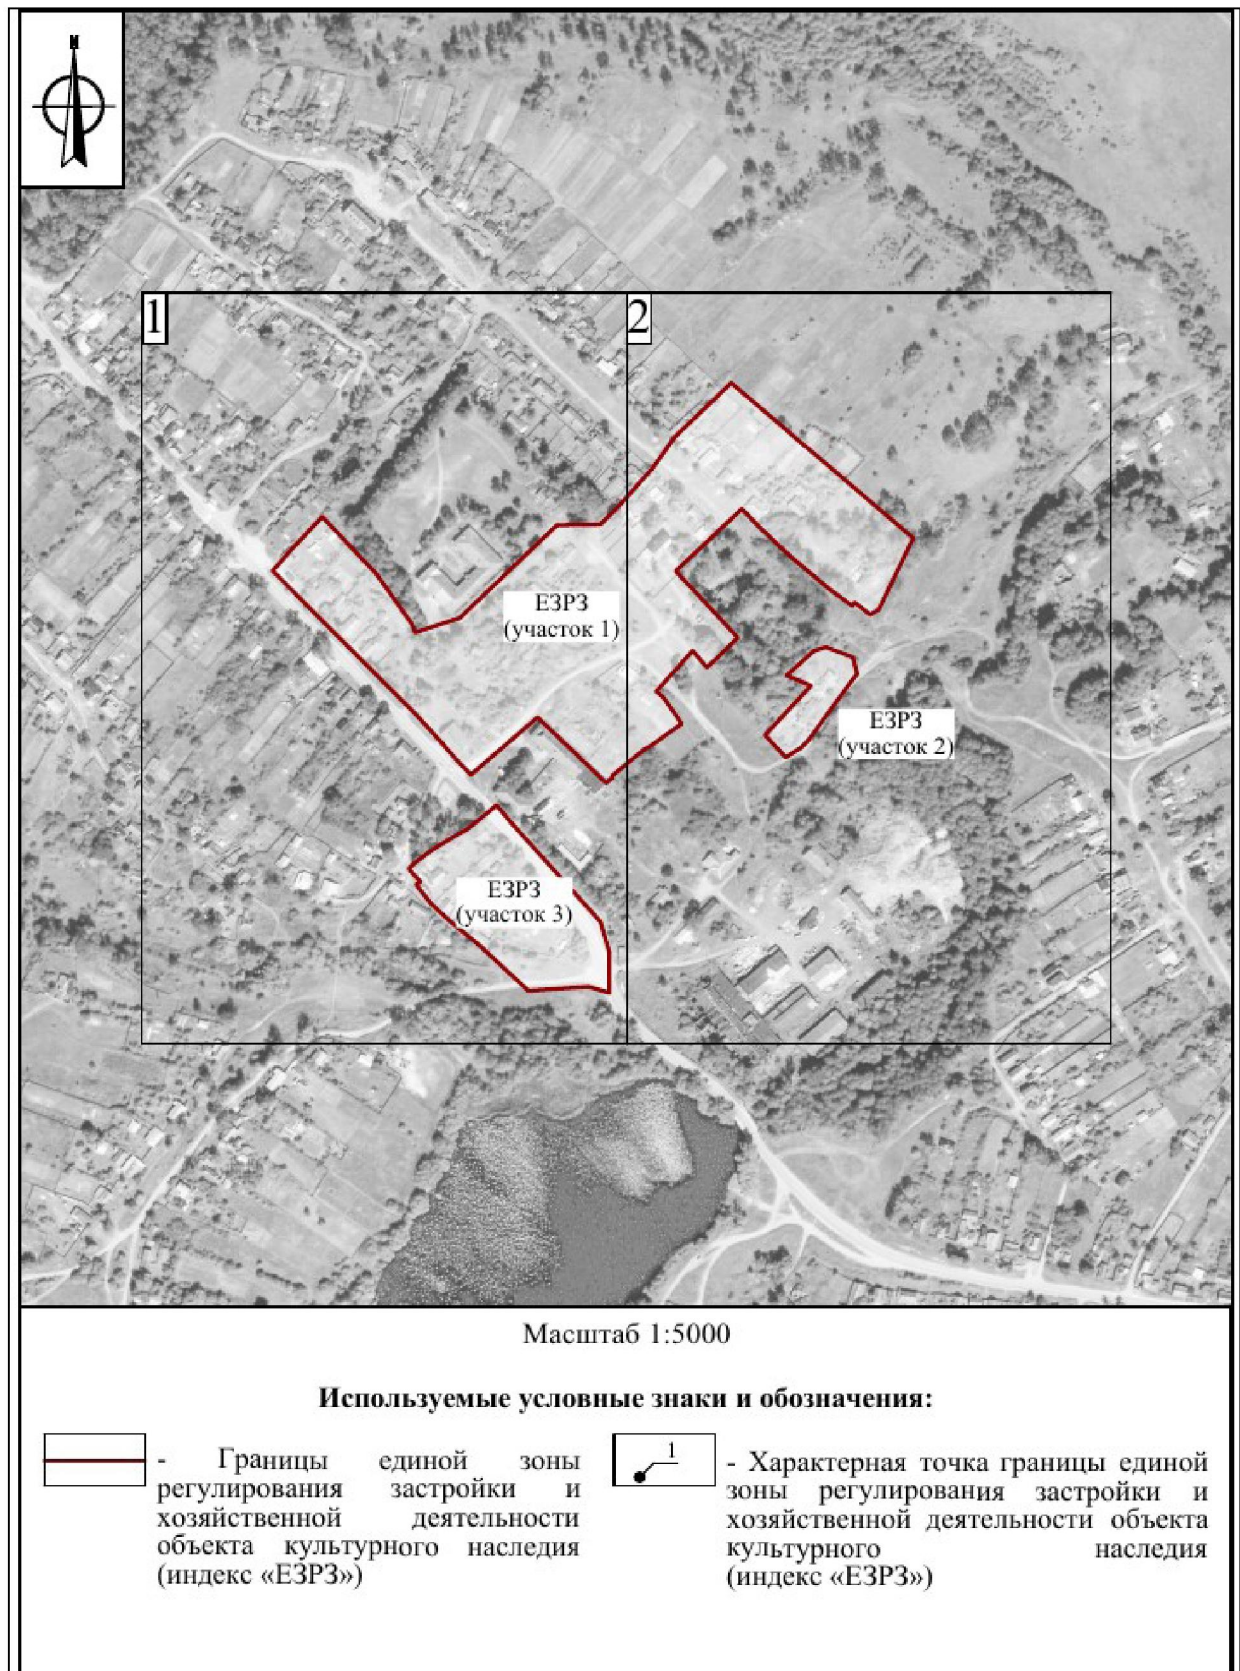 N
1
2
ЕЗРЗ
(участок 1)
ЕЗРЗ
(участок 2)
ЕЗРЗ
(участок 3)
Масштаб 1:5000
Используемые условные знаки и обозначения:
- Границы единой зоны
регулирования застройки и
хозяйственной деятельности
объекта культурного наследия
(индекс «ЕЗРЗ»)
1
- Характерная точка границы единой
зоны регулирования застройки и
хозяйственной деятельности объекта
культурного наследия
(индекс «ЕЗРЗ»)